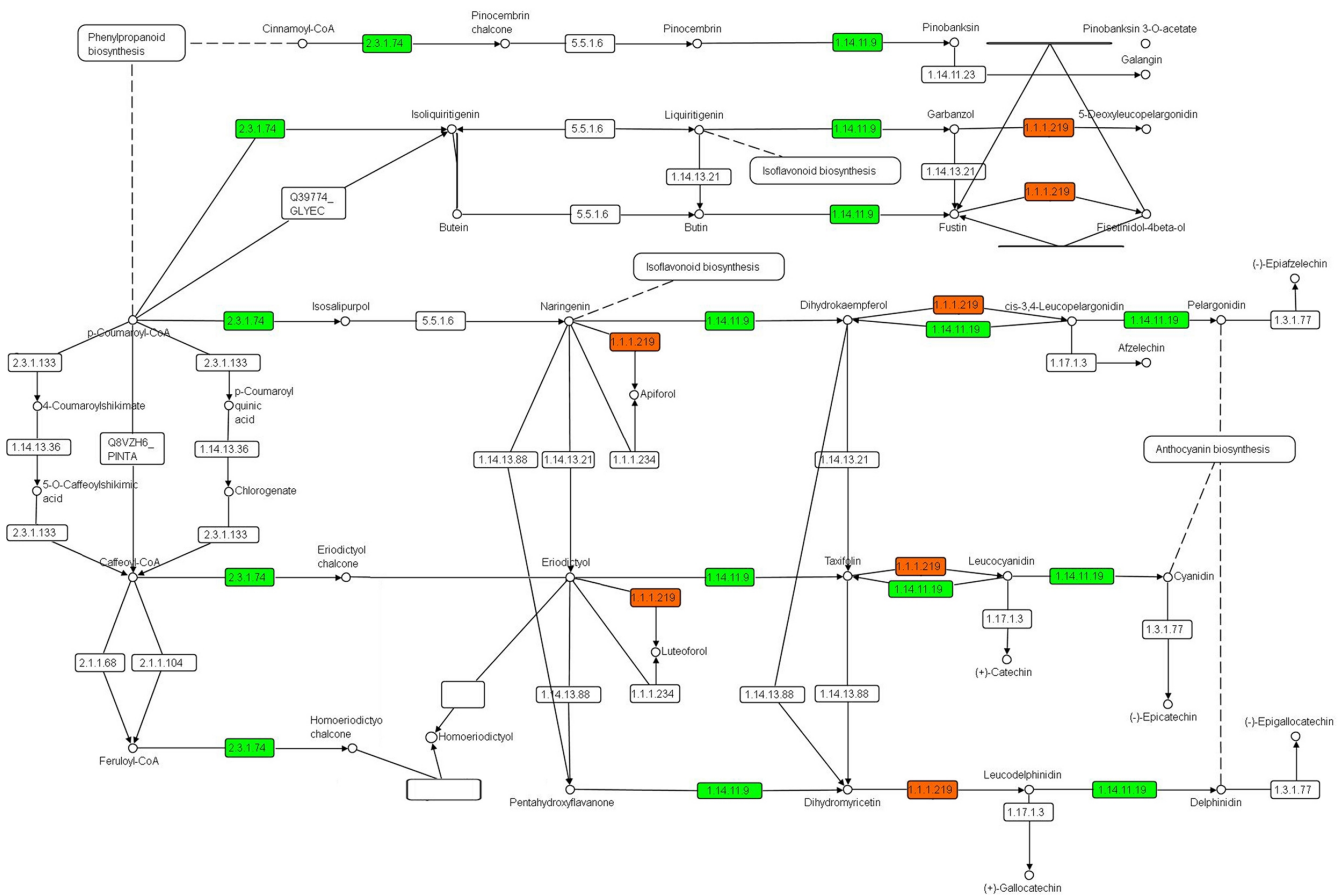 Phenylpropanoid
biosynthesis
Cinnamoyl-CoA
2.3.1.74
Pinocembrin
chalcone
5.5.1.6
Pinocembrin
1.14.11.9
Pinobanksin
Pinobanksin 3-O-acetate
1.14.11.23
Galangin
2.3.1.74
Isoliquiritigenin
5.5.1.6
Liquiritigenin
1.14.11.9
Garbanzol
1.1.1.219
5-Deoxyleucopelargonidin
Isoflavonoid biosynthesis
1.14.13.21
1.14.13.21
Q39774_
GLYEC
1.1.1.219
Butein
5.5.1.6
Butin
1.14.11.9
Fustin
Fisetinidol-4beta-ol
Isoflavonoid biosynthesis
(-)-Epiafzelechin
p-Coumaroyl-CoA
2.3.1.74
Isosalipurpol
5.5.1.6
Naringenin
1.14.11.9
Dihydrokaempferol
1.1.1.219
1.14.11.19
cis-3,4-Leucopelargonidin
1.14.11.19
Pelargonidin
1.3.1.77
1.1.1.219
2.3.1.133
2.3.1.133
1.17.1.3
Afzelechin
Apiforol
4-Coumaroylshikimate
p-Coumaroyl
quinic
acid
1.14.13.36
Q8VZH6_
PINTA
1.14.13.36
1.14.13.88
1.14.13.21
1.1.1.234
1.14.13.21
Anthocyanin biosynthesis
5-O-Caffeoylshikimic
acid
Chlorogenate
2.3.1.133
2.3.1.133
Caffeoyl-CoA
2.3.1.74
Eriodictyol
chalcone
Eriodictyol
1.14.11.9
Taxifolin
1.1.1.219
1.14.11.19
Leucocyanidin
1.14.11.19
Cyanidin
1.1.1.219
1.17.1.3
1.3.1.77
Luteoforol
(+)-Catechin
2.1.1.68
2.1.1.104
1.14.13.88
1.1.1.234
1.14.13.88
1.14.13.88
(-)-Epicatechin
(-)-Epigallocatechin
Feruloyl-CoA
2.3.1.74
Homoeriodictyo
chalcone
Homoeriodictyol
Pentahydroxyflavanone
1.14.11.9
Dihydromyricetin
1.1.1.219
Leucodelphinidin
1.14.11.19
Delphinidin
1.3.1.77
1.17.1.3
(+)-Gallocatechin